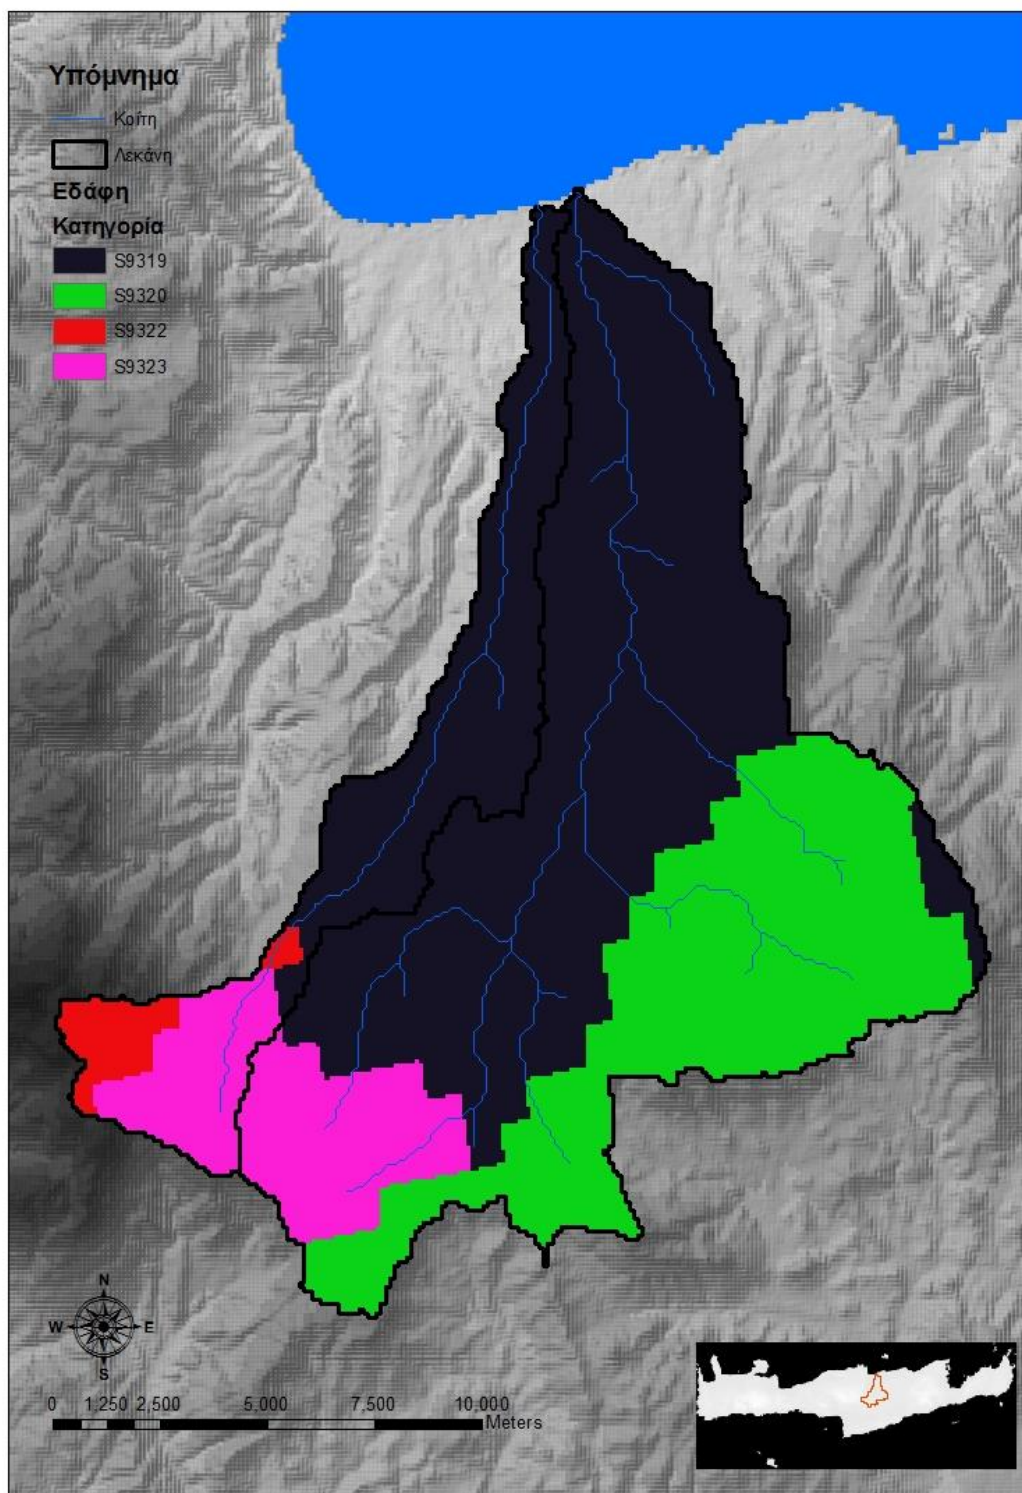 Υπόμνημα
Κοίτη
Λεκάνη
Εδάφη
Κατηγορία
S9319
S9320
S9322
S9323
N
W E
S
0 1,250 2,500 5,000 7,500 10,000
Meters